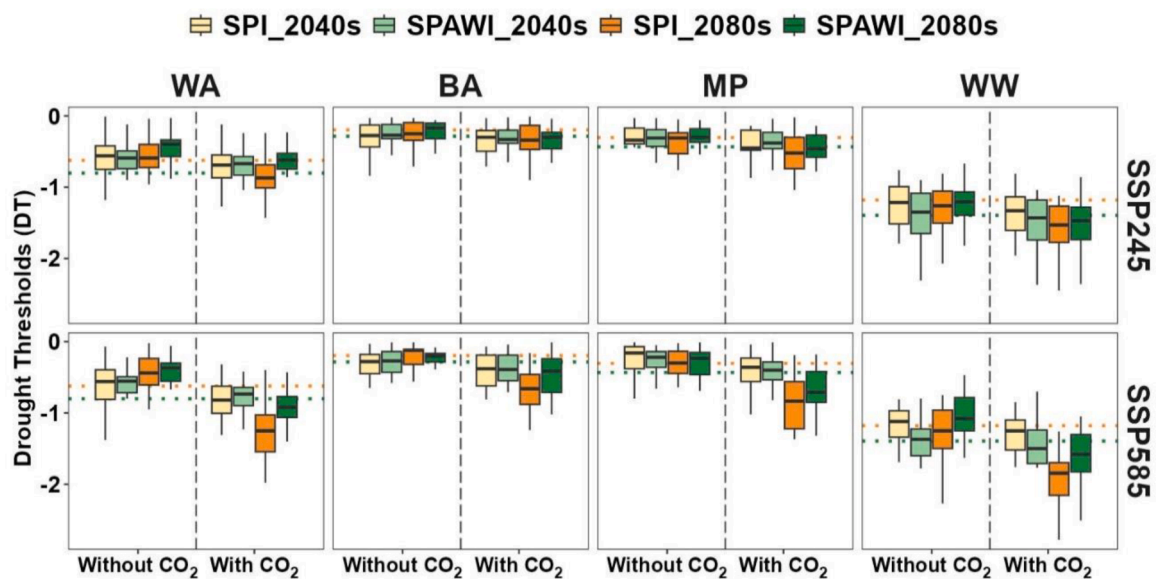 SPI_2040s SPAWI_2040s SPI_2080s SPAWI_2080s
WA BA MP WW
Drought Thresholds (DT)
0
-1
-2
SSP245
0
-1
-2
SSP585
Without CO2 With CO2 Without CO2 With CO2 Without CO2 With CO2 Without CO2 With CO2